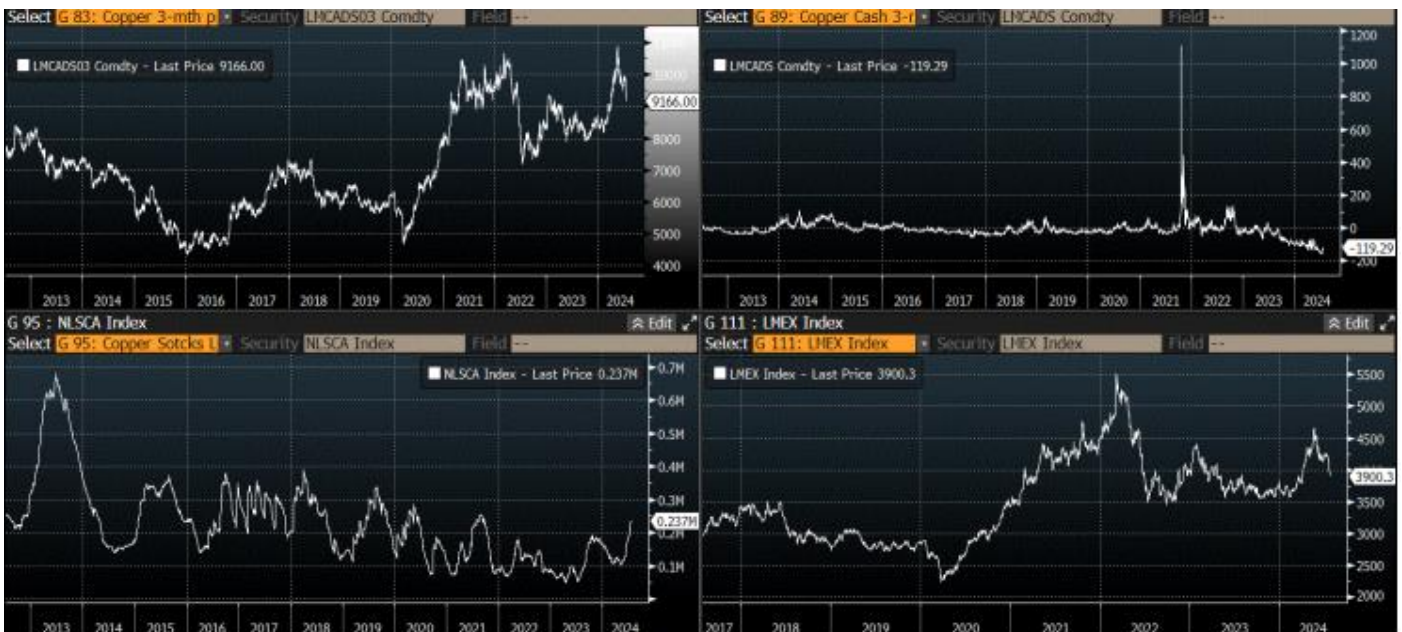 Select G 83: Copper 3-mth p Security LMCADS03 Comdty Field --
LMCADS03 Comdty - Last Price 9166.00
10000
9166.00
8000
7000
6000
5000
4000
2013 2014 2015 2016 2017 2018 2019 2020 2021 2022 2023 2024
Select G 89: Copper Cash 3-r Security LMCADS Comdty Field --
LMCADS Comdty - Last Price -119.29
1200
1000
800
600
400
200
0
-119.29
-200
2013 2014 2015 2016 2017 2018 2019 2020 2021 2022 2023 2024
G 95 : NLSCA Index Edit
Select G 95: Copper Sotcks L Security NLSCA Index Field --
NLSCA Index - Last Price 0.237M
0.7M
0.6M
0.5M
0.4M
0.3M
0.237M
0.2M
0.1M
2013 2014 2015 2016 2017 2018 2019 2020 2021 2022 2023 2024
G 111 : LMEX Index Edit
Select G 111: LMEX Index Security LMEX Index Field --
LMEX Index - Last Price 3900.3
5500
5000
4500
3900.3
3500
3000
2500
2000
2017 2018 2019 2020 2021 2022 2023 2024